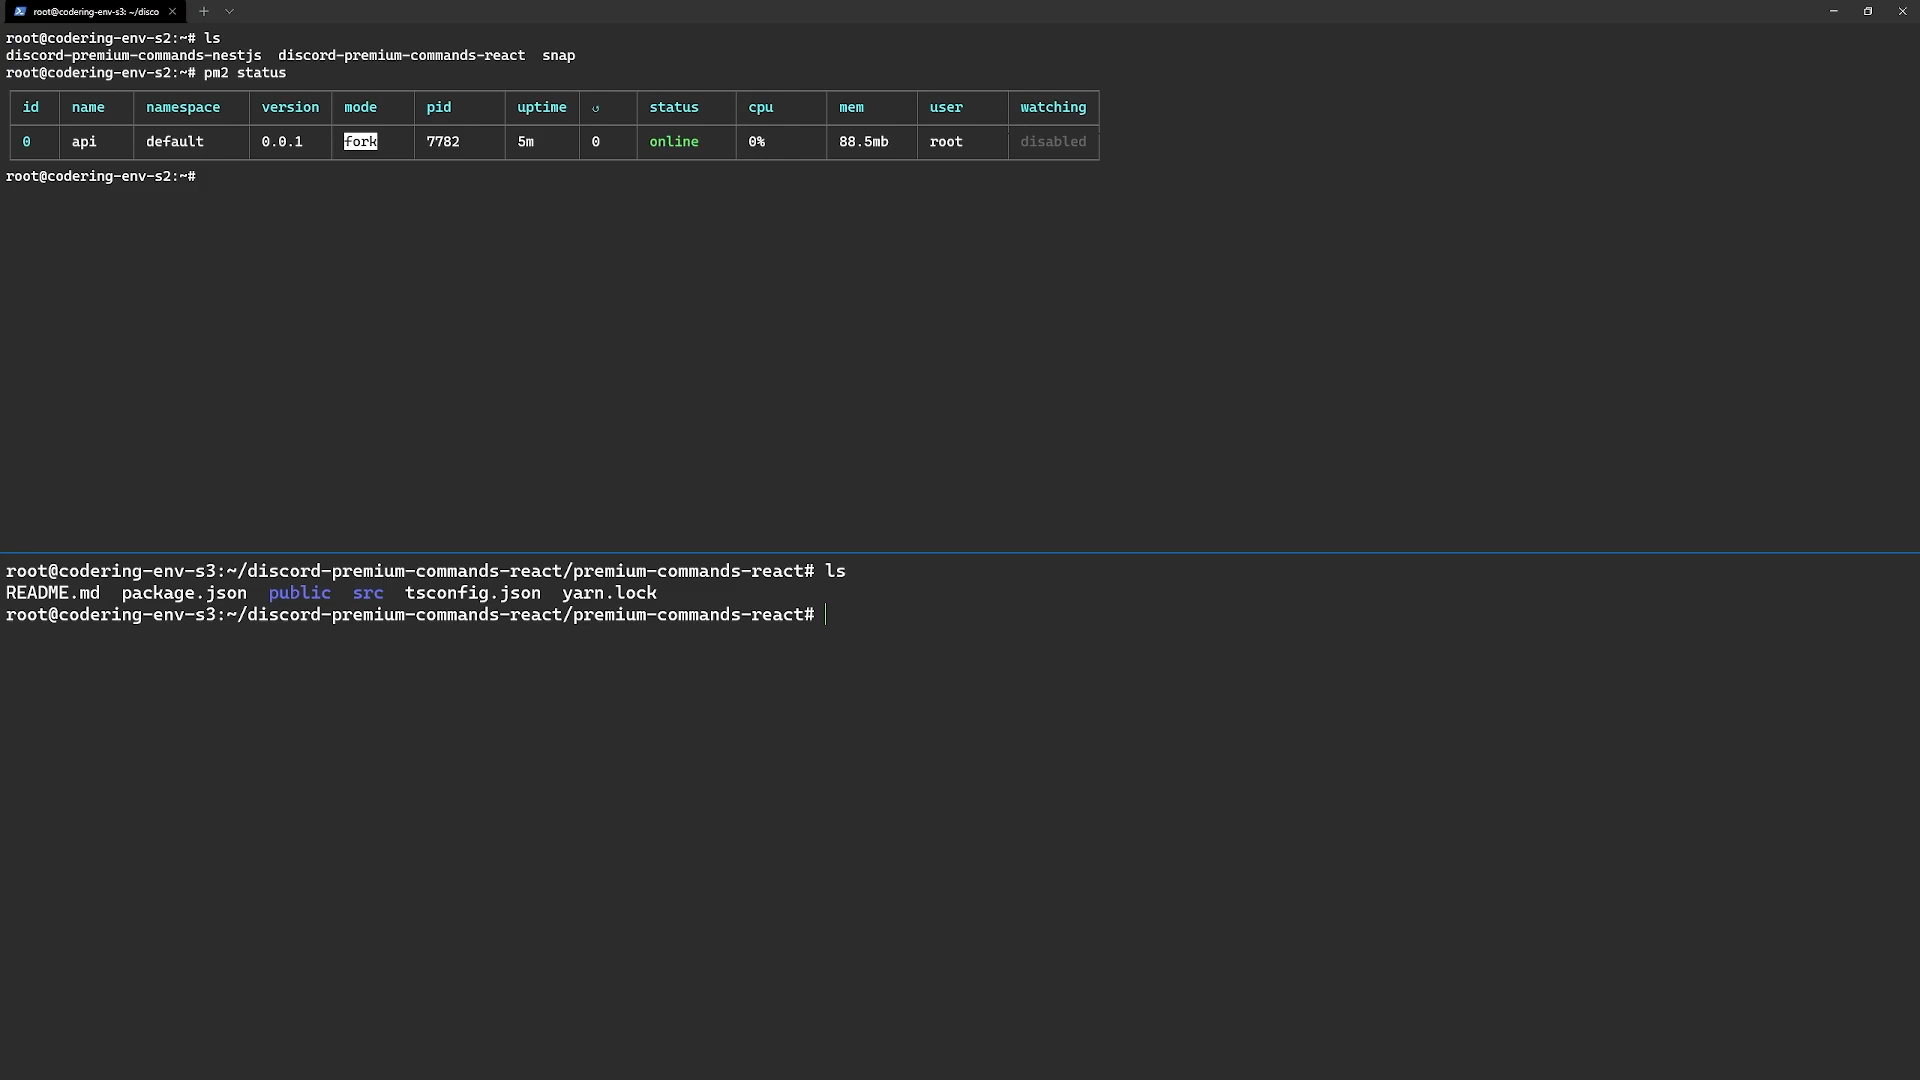 root@codering-env-s3: ~/disco
root@codering-env-s2:~# ls
discord-premium-commands-nestjs  discord-premium-commands-react  snap
root@codering-env-s2:~# pm2 status
id name namespace version mode pid uptime ↺ status cpu mem user watching
0 api default 0.0.1 fork 7782 5m 0 online 0% 88.5mb root disabled
root@codering-env-s2:~#
root@codering-env-s3:~/discord-premium-commands-react/premium-commands-react# ls
README.md  package.json  public  src  tsconfig.json  yarn.lock
root@codering-env-s3:~/discord-premium-commands-react/premium-commands-react#